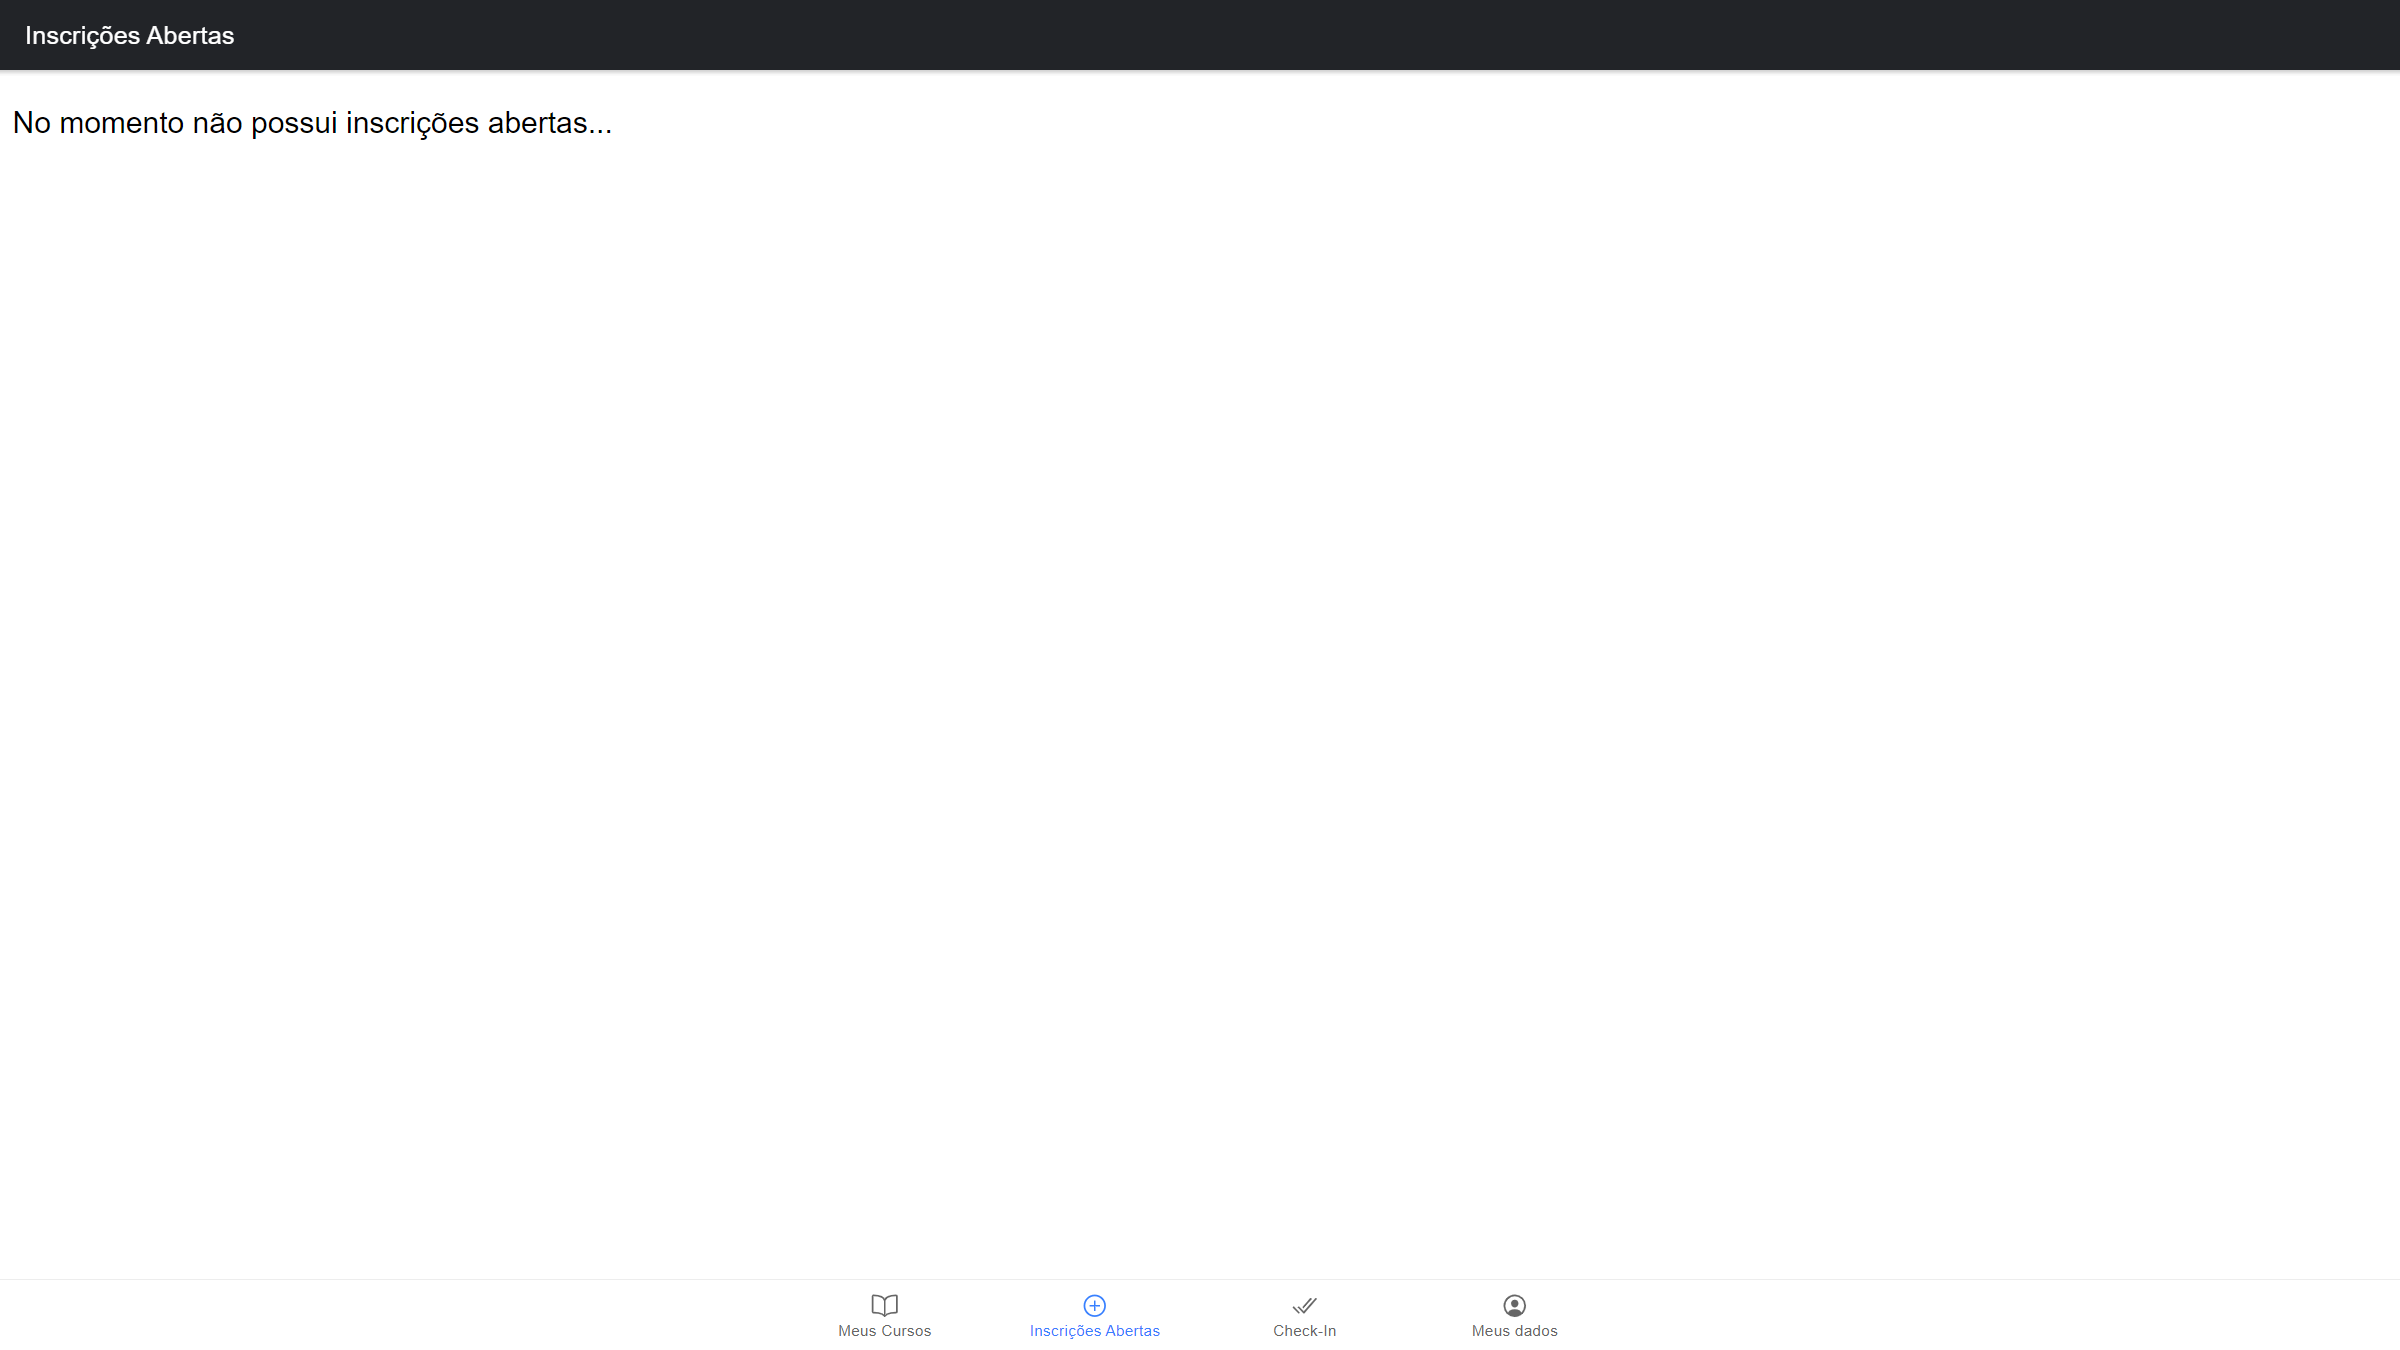 Inscrições Abertas
No momento não possui inscrições abertas...
Meus Cursos
Inscrições Abertas
Check-In
Meus dados